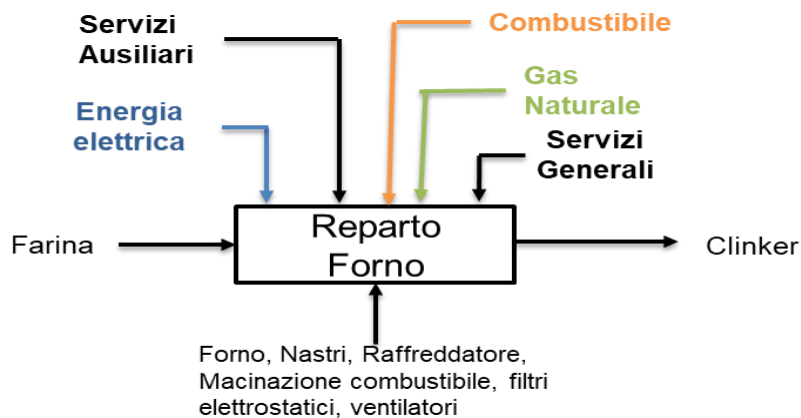 Servizi
Ausiliari
Combustibile
Gas
Naturale
Energia
elettrica
Servizi
Generali
Farina
Reparto
Forno
Clinker
Forno, Nastri, Raffreddatore,
Macinazione combustibile, filtri
elettrostatici, ventilatori